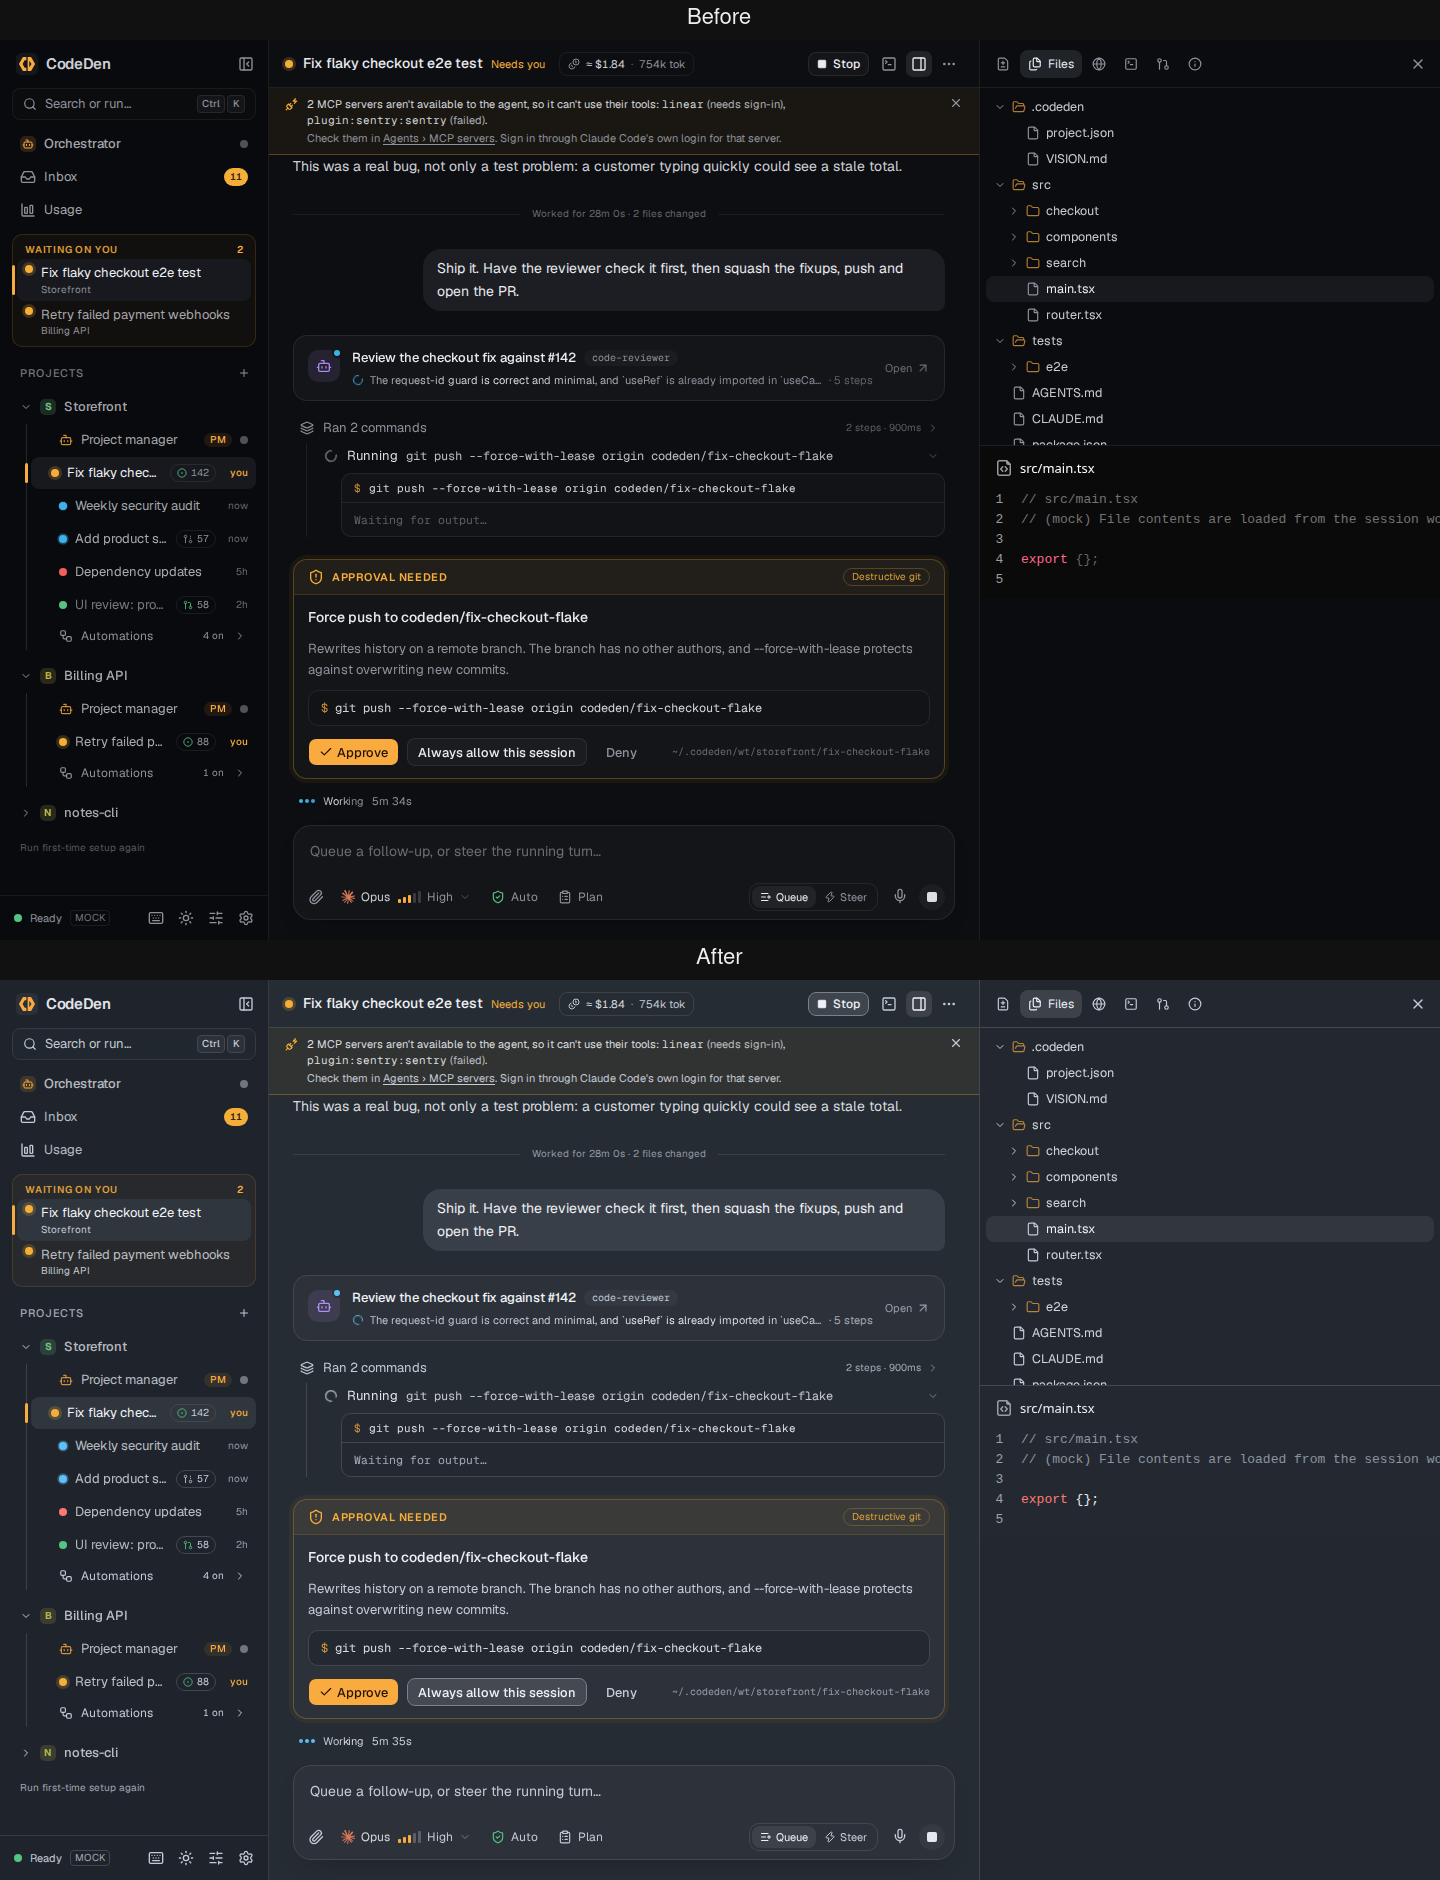 Before
CodeDen
Search or run... Ctrl K
Orchestrator
Inbox 11
Usage
WAITING ON YOU 2
Fix flaky checkout e2e test
Storefront
Retry failed payment webhooks
Billing API
PROJECTS
S Storefront
Project manager PM
Fix flaky chec... 142 you
Weekly security audit now
Add product s... 57 now
Dependency updates 5h
UI review: pro... 58 2h
Automations 4 on
B Billing API
Project manager PM
Retry failed p... 88 you
Automations 1 on
N notes-cli
Run first-time setup again
Ready MOCK
Fix flaky checkout e2e test Needs you ≈ $1.84 · 754k tok Stop
2 MCP servers aren't available to the agent, so it can't use their tools: linear (needs sign-in),
plugin:sentry:sentry (failed).
Check them in Agents › MCP servers. Sign in through Claude Code's own login for that server.
This was a real bug, not only a test problem: a customer typing quickly could see a stale total.
Worked for 28m 0s · 2 files changed
Ship it. Have the reviewer check it first, then squash the fixups, push and
open the PR.
Review the checkout fix against #142 code-reviewer
The request-id guard is correct and minimal, and `useRef` is already imported in `useCa... · 5 steps
Open
Ran 2 commands 2 steps · 900ms
Running git push --force-with-lease origin codeden/fix-checkout-flake
$ git push --force-with-lease origin codeden/fix-checkout-flake
Waiting for output…
APPROVAL NEEDED Destructive git
Force push to codeden/fix-checkout-flake
Rewrites history on a remote branch. The branch has no other authors, and --force-with-lease protects
against overwriting new commits.
$ git push --force-with-lease origin codeden/fix-checkout-flake
Approve Always allow this session Deny ~/.codeden/wt/storefront/fix-checkout-flake
Working 5m 34s
Queue a follow-up, or steer the running turn...
Opus High Auto Plan Queue Steer
Files
.codeden
project.json
VISION.md
src
checkout
components
search
main.tsx
router.tsx
tests
e2e
AGENTS.md
CLAUDE.md
package.json
src/main.tsx
1 // src/main.tsx
2 // (mock) File contents are loaded from the session wo
3
4 export {};
5
After
CodeDen
Search or run... Ctrl K
Orchestrator
Inbox 11
Usage
WAITING ON YOU 2
Fix flaky checkout e2e test
Storefront
Retry failed payment webhooks
Billing API
PROJECTS
S Storefront
Project manager PM
Fix flaky chec... 142 you
Weekly security audit now
Add product s... 57 now
Dependency updates 5h
UI review: pro... 58 2h
Automations 4 on
B Billing API
Project manager PM
Retry failed p... 88 you
Automations 1 on
N notes-cli
Run first-time setup again
Ready MOCK
Fix flaky checkout e2e test Needs you ≈ $1.84 · 754k tok Stop
2 MCP servers aren't available to the agent, so it can't use their tools: linear (needs sign-in),
plugin:sentry:sentry (failed).
Check them in Agents › MCP servers. Sign in through Claude Code's own login for that server.
This was a real bug, not only a test problem: a customer typing quickly could see a stale total.
Worked for 28m 0s · 2 files changed
Ship it. Have the reviewer check it first, then squash the fixups, push and
open the PR.
Review the checkout fix against #142 code-reviewer
The request-id guard is correct and minimal, and `useRef` is already imported in `useCa... · 5 steps
Open
Ran 2 commands 2 steps · 900ms
Running git push --force-with-lease origin codeden/fix-checkout-flake
$ git push --force-with-lease origin codeden/fix-checkout-flake
Waiting for output…
APPROVAL NEEDED Destructive git
Force push to codeden/fix-checkout-flake
Rewrites history on a remote branch. The branch has no other authors, and --force-with-lease protects
against overwriting new commits.
$ git push --force-with-lease origin codeden/fix-checkout-flake
Approve Always allow this session Deny ~/.codeden/wt/storefront/fix-checkout-flake
Working 5m 35s
Queue a follow-up, or steer the running turn...
Opus High Auto Plan Queue Steer
Files
.codeden
project.json
VISION.md
src
checkout
components
search
main.tsx
router.tsx
tests
e2e
AGENTS.md
CLAUDE.md
package.json
src/main.tsx
1 // src/main.tsx
2 // (mock) File contents are loaded from the session wo
3
4 export {};
5